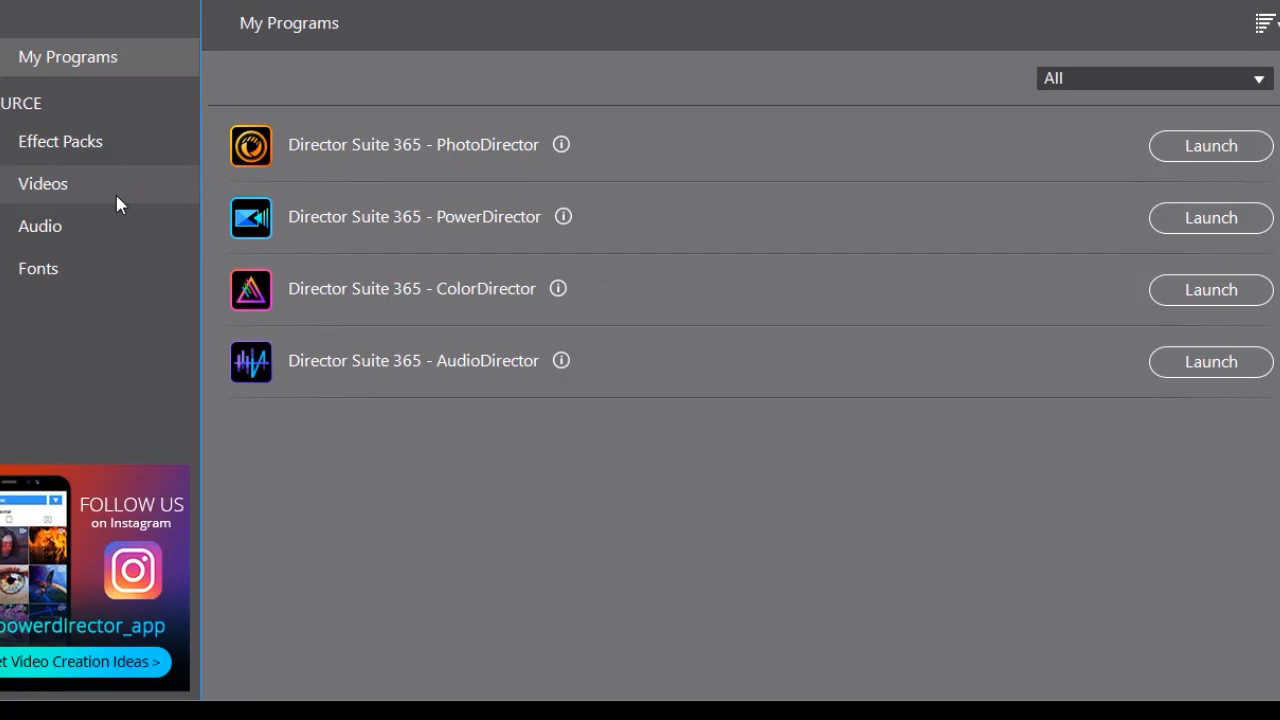 My Programs
My Programs
URCE
Effect Packs
Videos
Audio
Fonts
All
Director Suite 365 - PhotoDirector
Launch
Director Suite 365 - PowerDirector
Launch
Director Suite 365 - ColorDirector
Launch
Director Suite 365 - AudioDirector
Launch
FOLLOW US
on Instagram
powerdirector_app
et Video Creation Ideas >